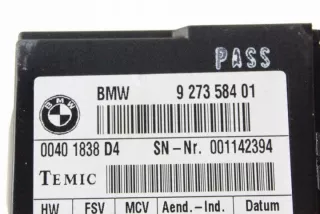 PASS
BMW 9 273 584 01
BMW
0040 1838 D4 SN-Nr. 001142394
TEMIC
HW FSV MCV Aend.-Ind. Datum